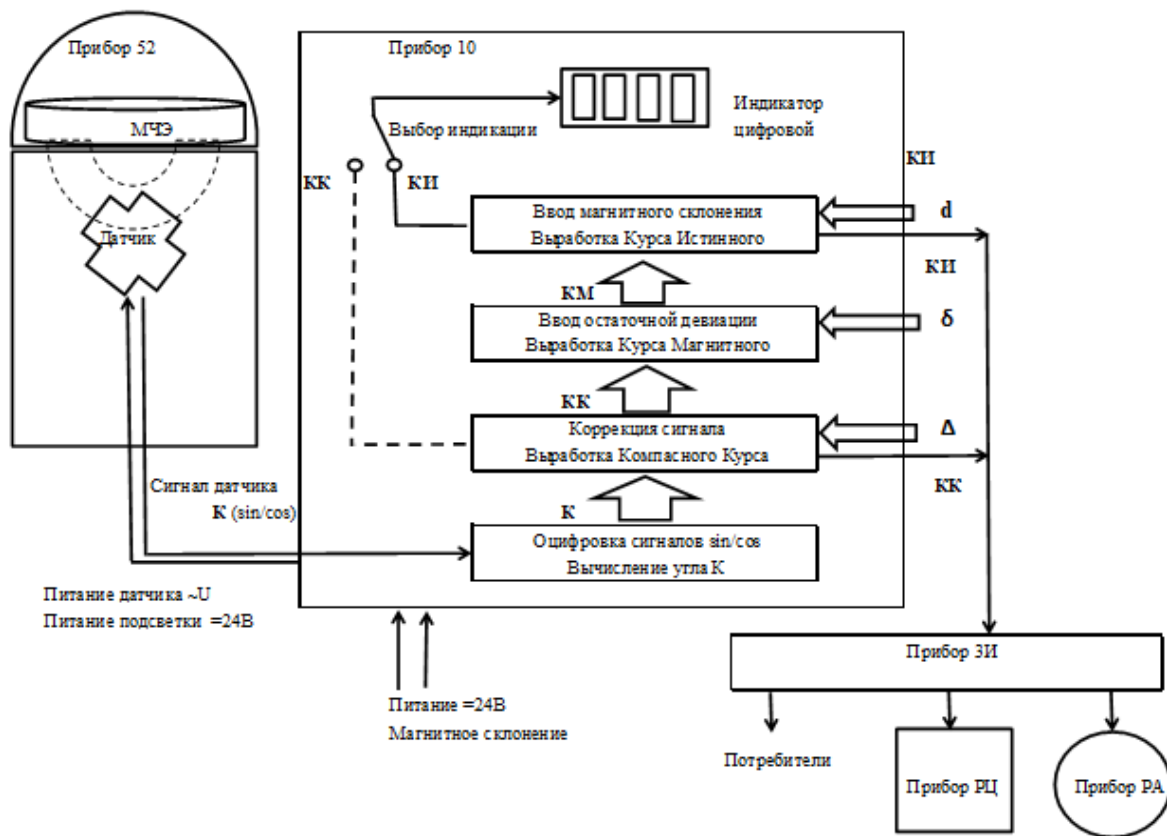 Прибор 52
МЧЭ
Датчик
Сигнал датчика
К (sin/cos)
Питание датчика ~U
Питание подсветки =24В
Прибор 10
Выбор индикации
Индикатор
цифровой
КК
КИ
КИ
Ввод магнитного склонения
Выработка Курса Истинного
d
КИ
КМ
Ввод остаточной девиации
Выработка Курса Магнитного
δ
КК
Коррекция сигнала
Выработка Компасного Курса
Δ
КК
К
Оцифровка сигналов sin/cos
Вычисление угла К
Питание =24В
Магнитное склонение
Прибор 3И
Потребители
Прибор РЦ
Прибор РА